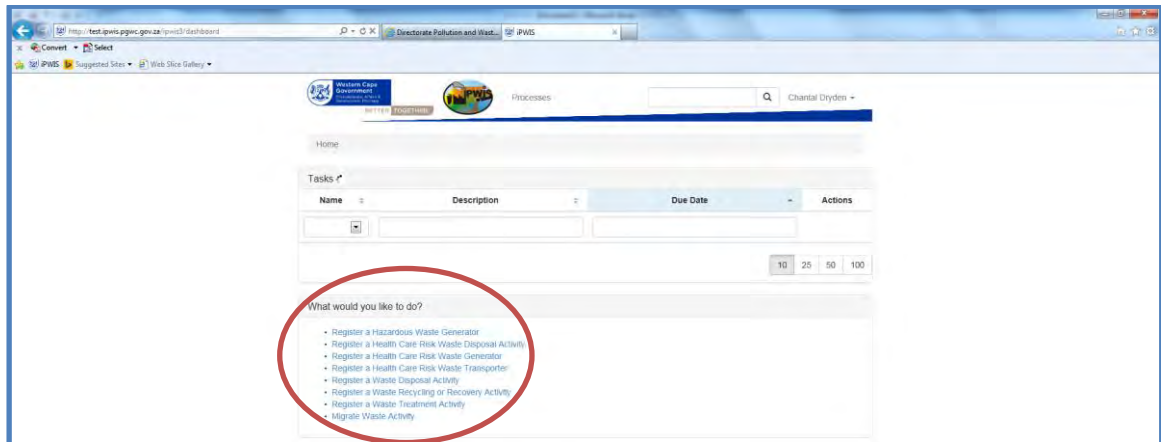 http://test.ipwis.pgwc.gov.za/ipwis3/dashboard
Directorate Pollution and Wast...
iPWIS
x Convert Select
iPWIS Suggested Sites Web Slice Gallery
Western Cape
Government
BETTER TOGETHER.
iPWIS
Processes
Chantal Dryden
Home
Tasks
Name Description Due Date Actions
10 25 50 100
What would you like to do?
• Register a Hazardous Waste Generator
• Register a Health Care Risk Waste Disposal Activity
• Register a Health Care Risk Waste Generator
• Register a Health Care Risk Waste Transporter
• Register a Waste Disposal Activity
• Register a Waste Recycling or Recovery Activity
• Register a Waste Treatment Activity
• Migrate Waste Activity